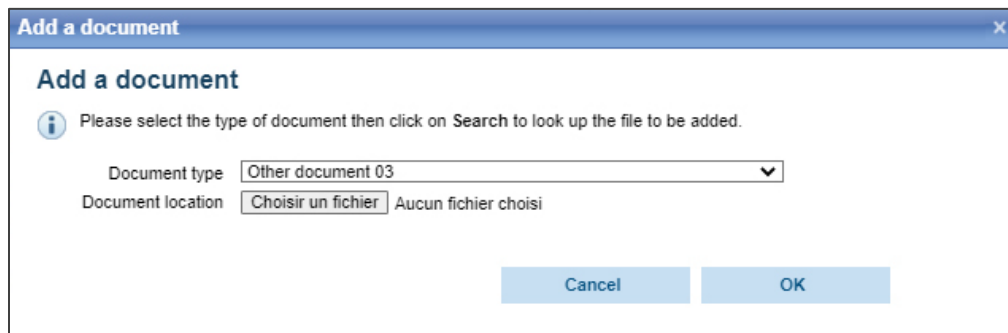 Add a document
Add a document
Please select the type of document then click on Search to look up the file to be added.
Document type Other document 03
Document location Choisir un fichier Aucun fichier choisi
Cancel OK